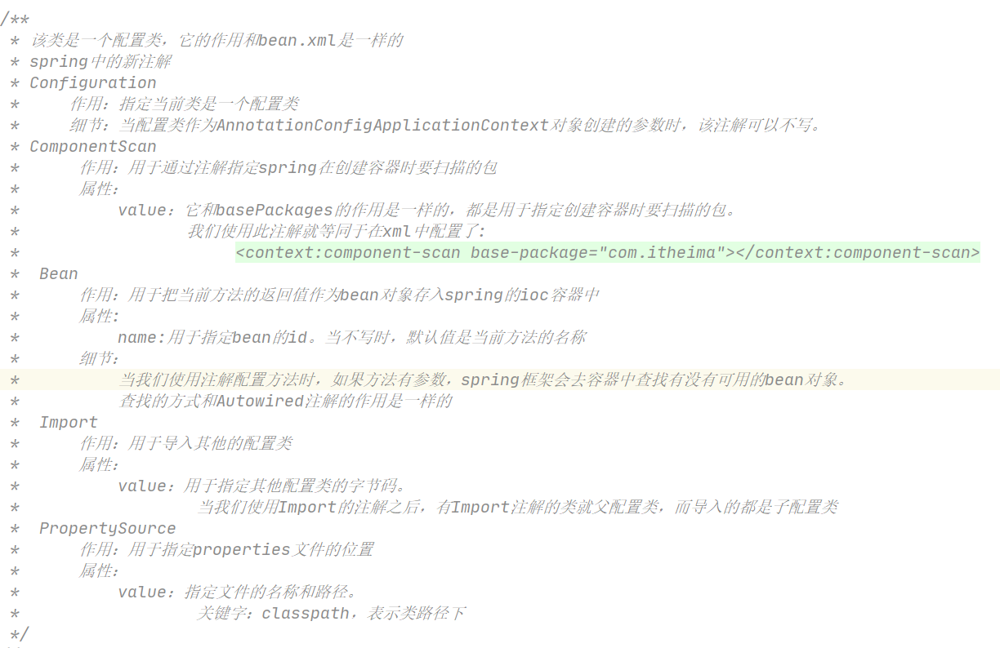 /**
 * 该类是一个配置类，它的作用和bean.xml是一样的
 * spring中的新注解
 * Configuration
 *     作用：指定当前类是一个配置类
 *     细节：当配置类作为AnnotationConfigApplicationContext对象创建的参数时，该注解可以不写。
 * ComponentScan
 *      作用：用于通过注解指定spring在创建容器时要扫描的包
 *      属性：
 *          value：它和basePackages的作用是一样的，都是用于指定创建容器时要扫描的包。
 *                 我们使用此注解就等同于在xml中配置了:
 *                      <context:component-scan base-package="com.itheima"></context:component-scan>
 *  Bean
 *      作用：用于把当前方法的返回值作为bean对象存入spring的ioc容器中
 *      属性:
 *          name:用于指定bean的id。当不写时，默认值是当前方法的名称
 *      细节：
 *          当我们使用注解配置方法时，如果方法有参数，spring框架会去容器中查找有没有可用的bean对象。
 *          查找的方式和Autowired注解的作用是一样的
 *  Import
 *      作用：用于导入其他的配置类
 *      属性：
 *          value：用于指定其他配置类的字节码。
 *                  当我们使用Import的注解之后，有Import注解的类就父配置类，而导入的都是子配置类
 *  PropertySource
 *      作用：用于指定properties文件的位置
 *      属性：
 *          value：指定文件的名称和路径。
 *                  关键字：classpath，表示类路径下
 */